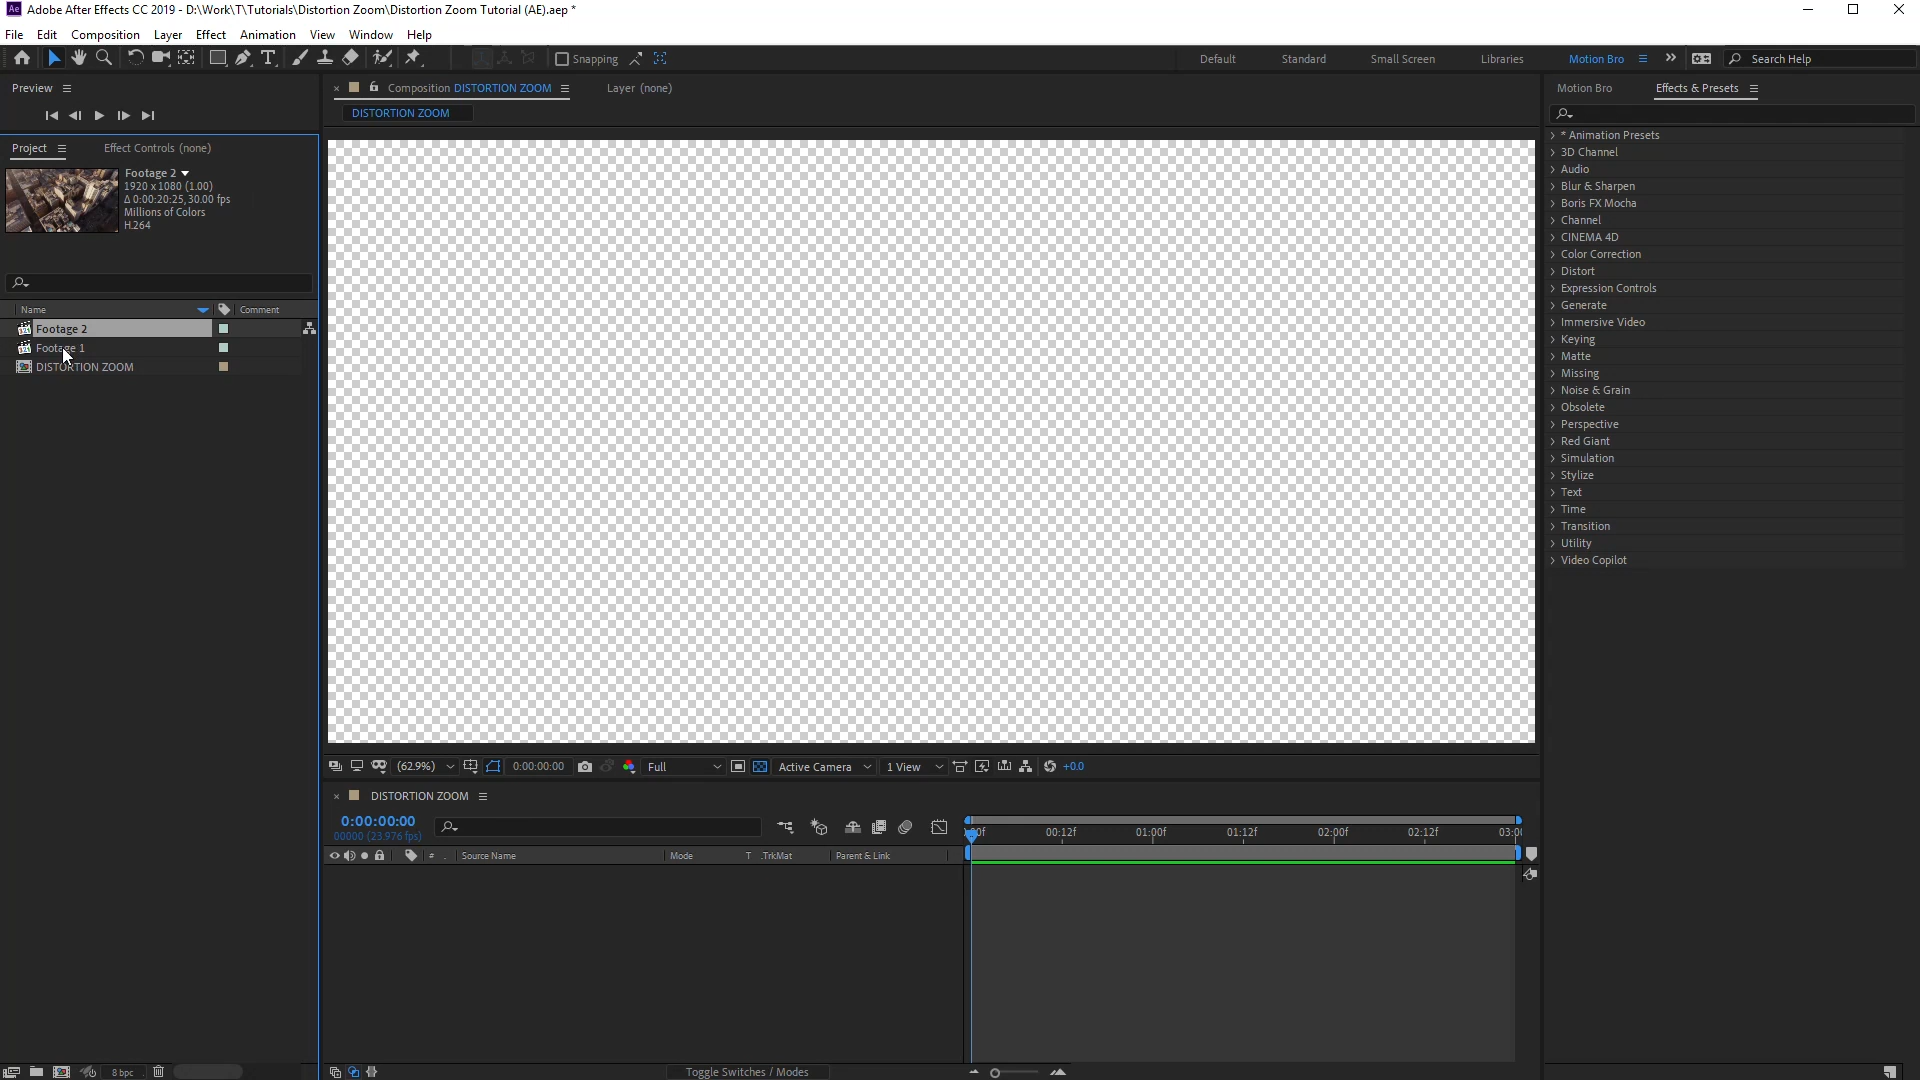 Ae Adobe After Effects CC 2019 - D:\Work\T\Tutorials\Distortion Zoom\Distortion Zoom Tutorial (AE).aep *
File Edit Composition Layer Effect Animation View Window Help
Snapping Default Standard Small Screen Libraries Motion Bro Search Help
Preview
Composition DISTORTION ZOOM Layer (none)
DISTORTION ZOOM
Project Effect Controls (none)
Footage 2
1920 x 1080 (1.00)
Δ 0:00:20:25, 30.00 fps
Millions of Colors
H.264
Name Comment
Footage 2
Footage 1
DISTORTION ZOOM
8 bpc
(62.9%) 0:00:00:00 Full Active Camera 1 View +0.0
DISTORTION ZOOM
0:00:00:00
00000 (23.976 fps)
00:12f 01:00f 01:12f 02:00f 02:12f
# Source Name Mode T .TrkMat Parent & Link
Toggle Switches / Modes
Motion Bro Effects & Presets
* Animation Presets
3D Channel
Audio
Blur & Sharpen
Boris FX Mocha
Channel
CINEMA 4D
Color Correction
Distort
Expression Controls
Generate
Immersive Video
Keying
Matte
Missing
Noise & Grain
Obsolete
Perspective
Red Giant
Simulation
Stylize
Text
Time
Transition
Utility
Video Copilot